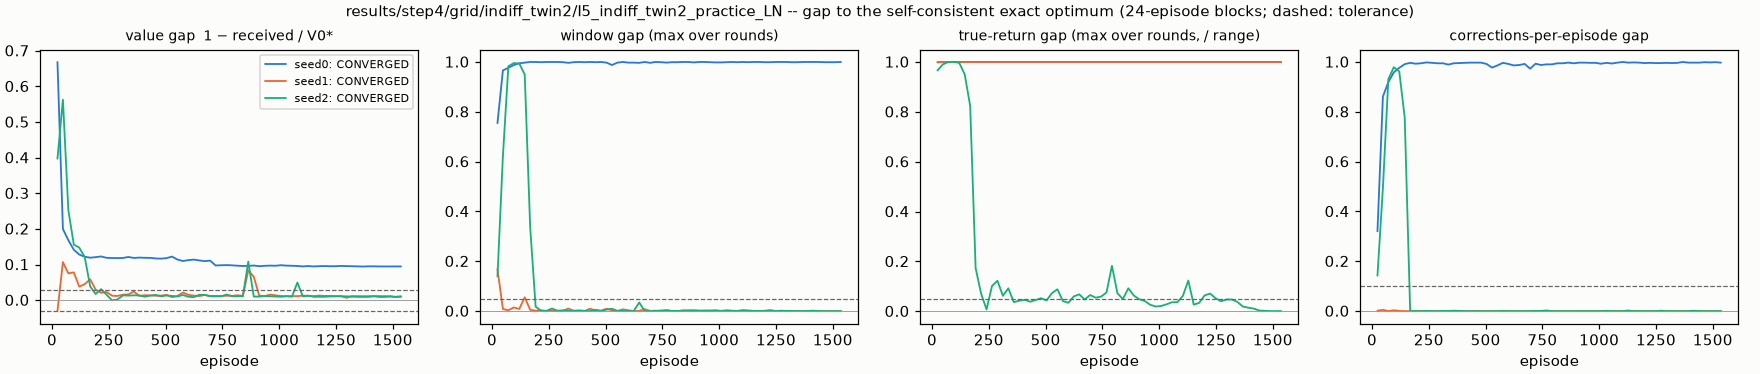 results/step4/grid/indiff_twin2/l5_indiff_twin2_practice_LN -- gap to the self-consistent exact optimum (24-episode blocks; dashed: tolerance)
value gap 1 − received / V0*
0.7
0.6
0.5
0.4
0.3
0.2
0.1
0.0
seed0: CONVERGED
seed1: CONVERGED
seed2: CONVERGED
0 250 500 750 1000 1250 1500
episode
window gap (max over rounds)
1.0
0.8
0.6
0.4
0.2
0.0
0 250 500 750 1000 1250 1500
episode
true-return gap (max over rounds, / range)
1.0
0.8
0.6
0.4
0.2
0.0
0 250 500 750 1000 1250 1500
episode
corrections-per-episode gap
1.0
0.8
0.6
0.4
0.2
0.0
0 250 500 750 1000 1250 1500
episode